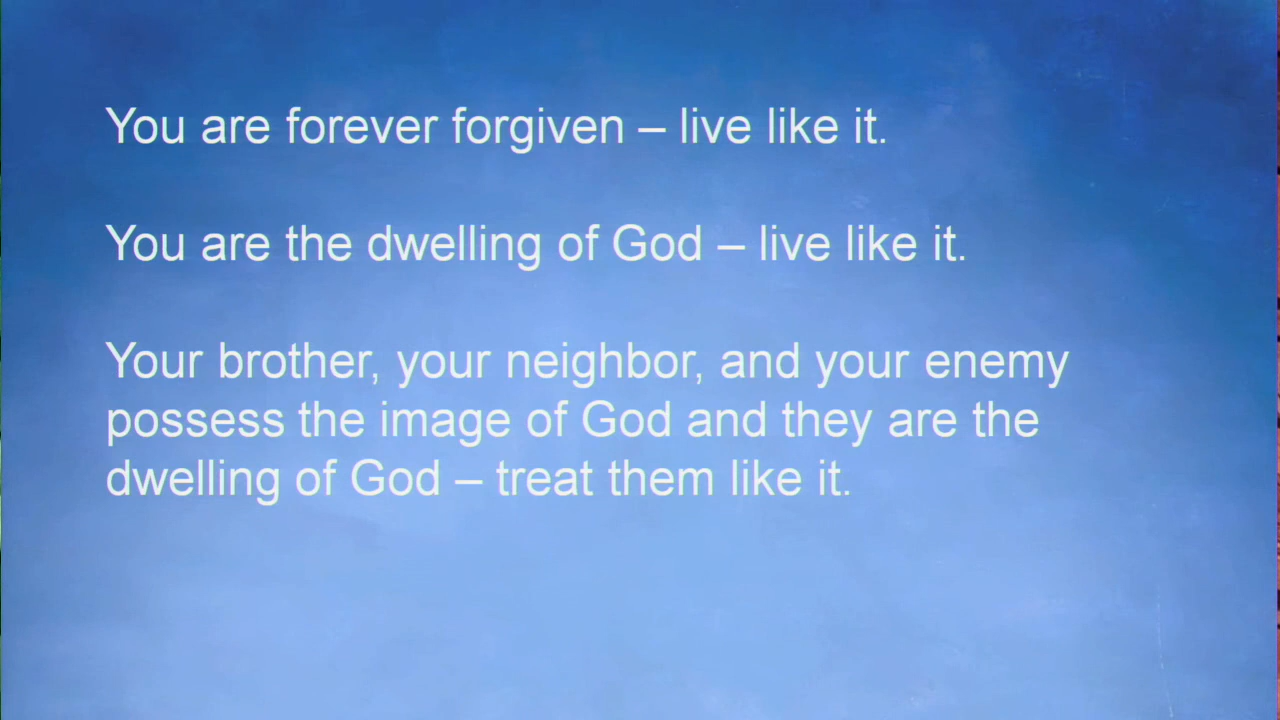 You are forever forgiven – live like it.
You are the dwelling of God – live like it.
Your brother, your neighbor, and your enemy
possess the image of God and they are the
dwelling of God – treat them like it.